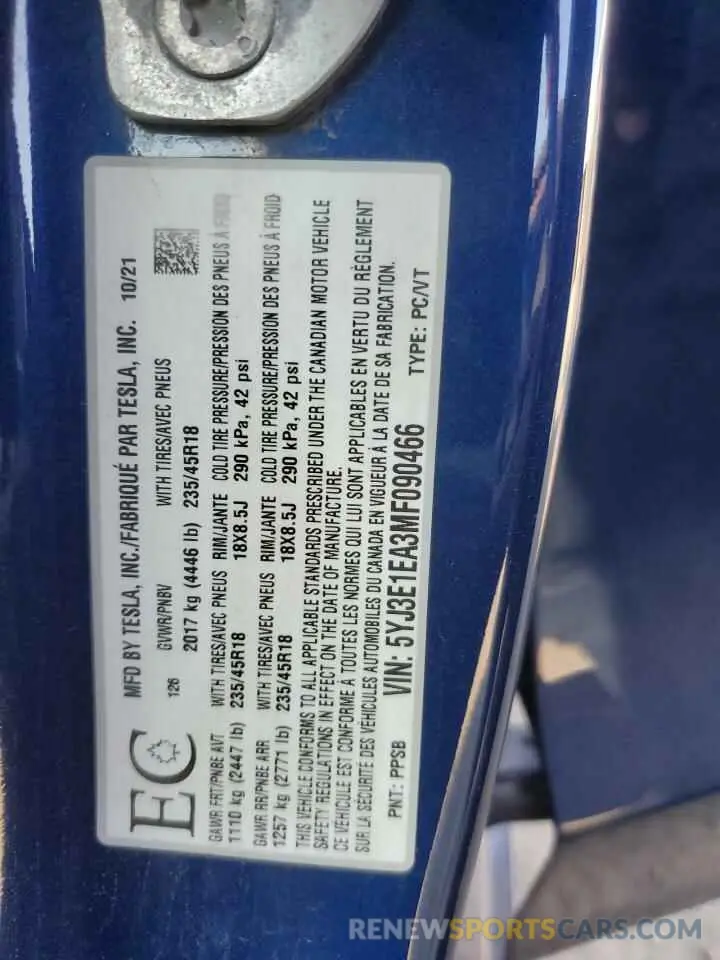 MFD BY TESLA, INC./FABRIQUÉ PAR TESLA, INC. 10/21
EC
126 GVWR/PNBV WITH TIRES/AVEC PNEUS
2017 kg (4446 lb) 235/45R18
GAWR FRT/PNBE AVT WITH TIRES/AVEC PNEUS RIM/JANTE COLD TIRE PRESSURE/PRESSION DES PNEUS À FROID
1110 kg (2447 lb) 235/45R18 18X8.5J 290 kPa, 42 psi
GAWR RR/PNBE ARR WITH TIRES/AVEC PNEUS RIM/JANTE COLD TIRE PRESSURE/PRESSION DES PNEUS À FROID
1257 kg (2771 lb) 235/45R18 18X8.5J 290 kPa, 42 psi
THIS VEHICLE CONFORMS TO ALL APPLICABLE STANDARDS PRESCRIBED UNDER THE CANADIAN MOTOR VEHICLE
SAFETY REGULATIONS IN EFFECT ON THE DATE OF MANUFACTURE.
CE VÉHICULE EST CONFORME À TOUTES LES NORMES QUI LUI SONT APPLICABLES EN VERTU DU RÈGLEMENT
SUR LA SÉCURITÉ DES VÉHICULES AUTOMOBILES DU CANADA EN VIGUEUR À LA DATE DE SA FABRICATION.
PNT: PPSB VIN: 5YJ3E1EA3MF090466 TYPE: PC/VT
RENEWSPORTSCARS.COM